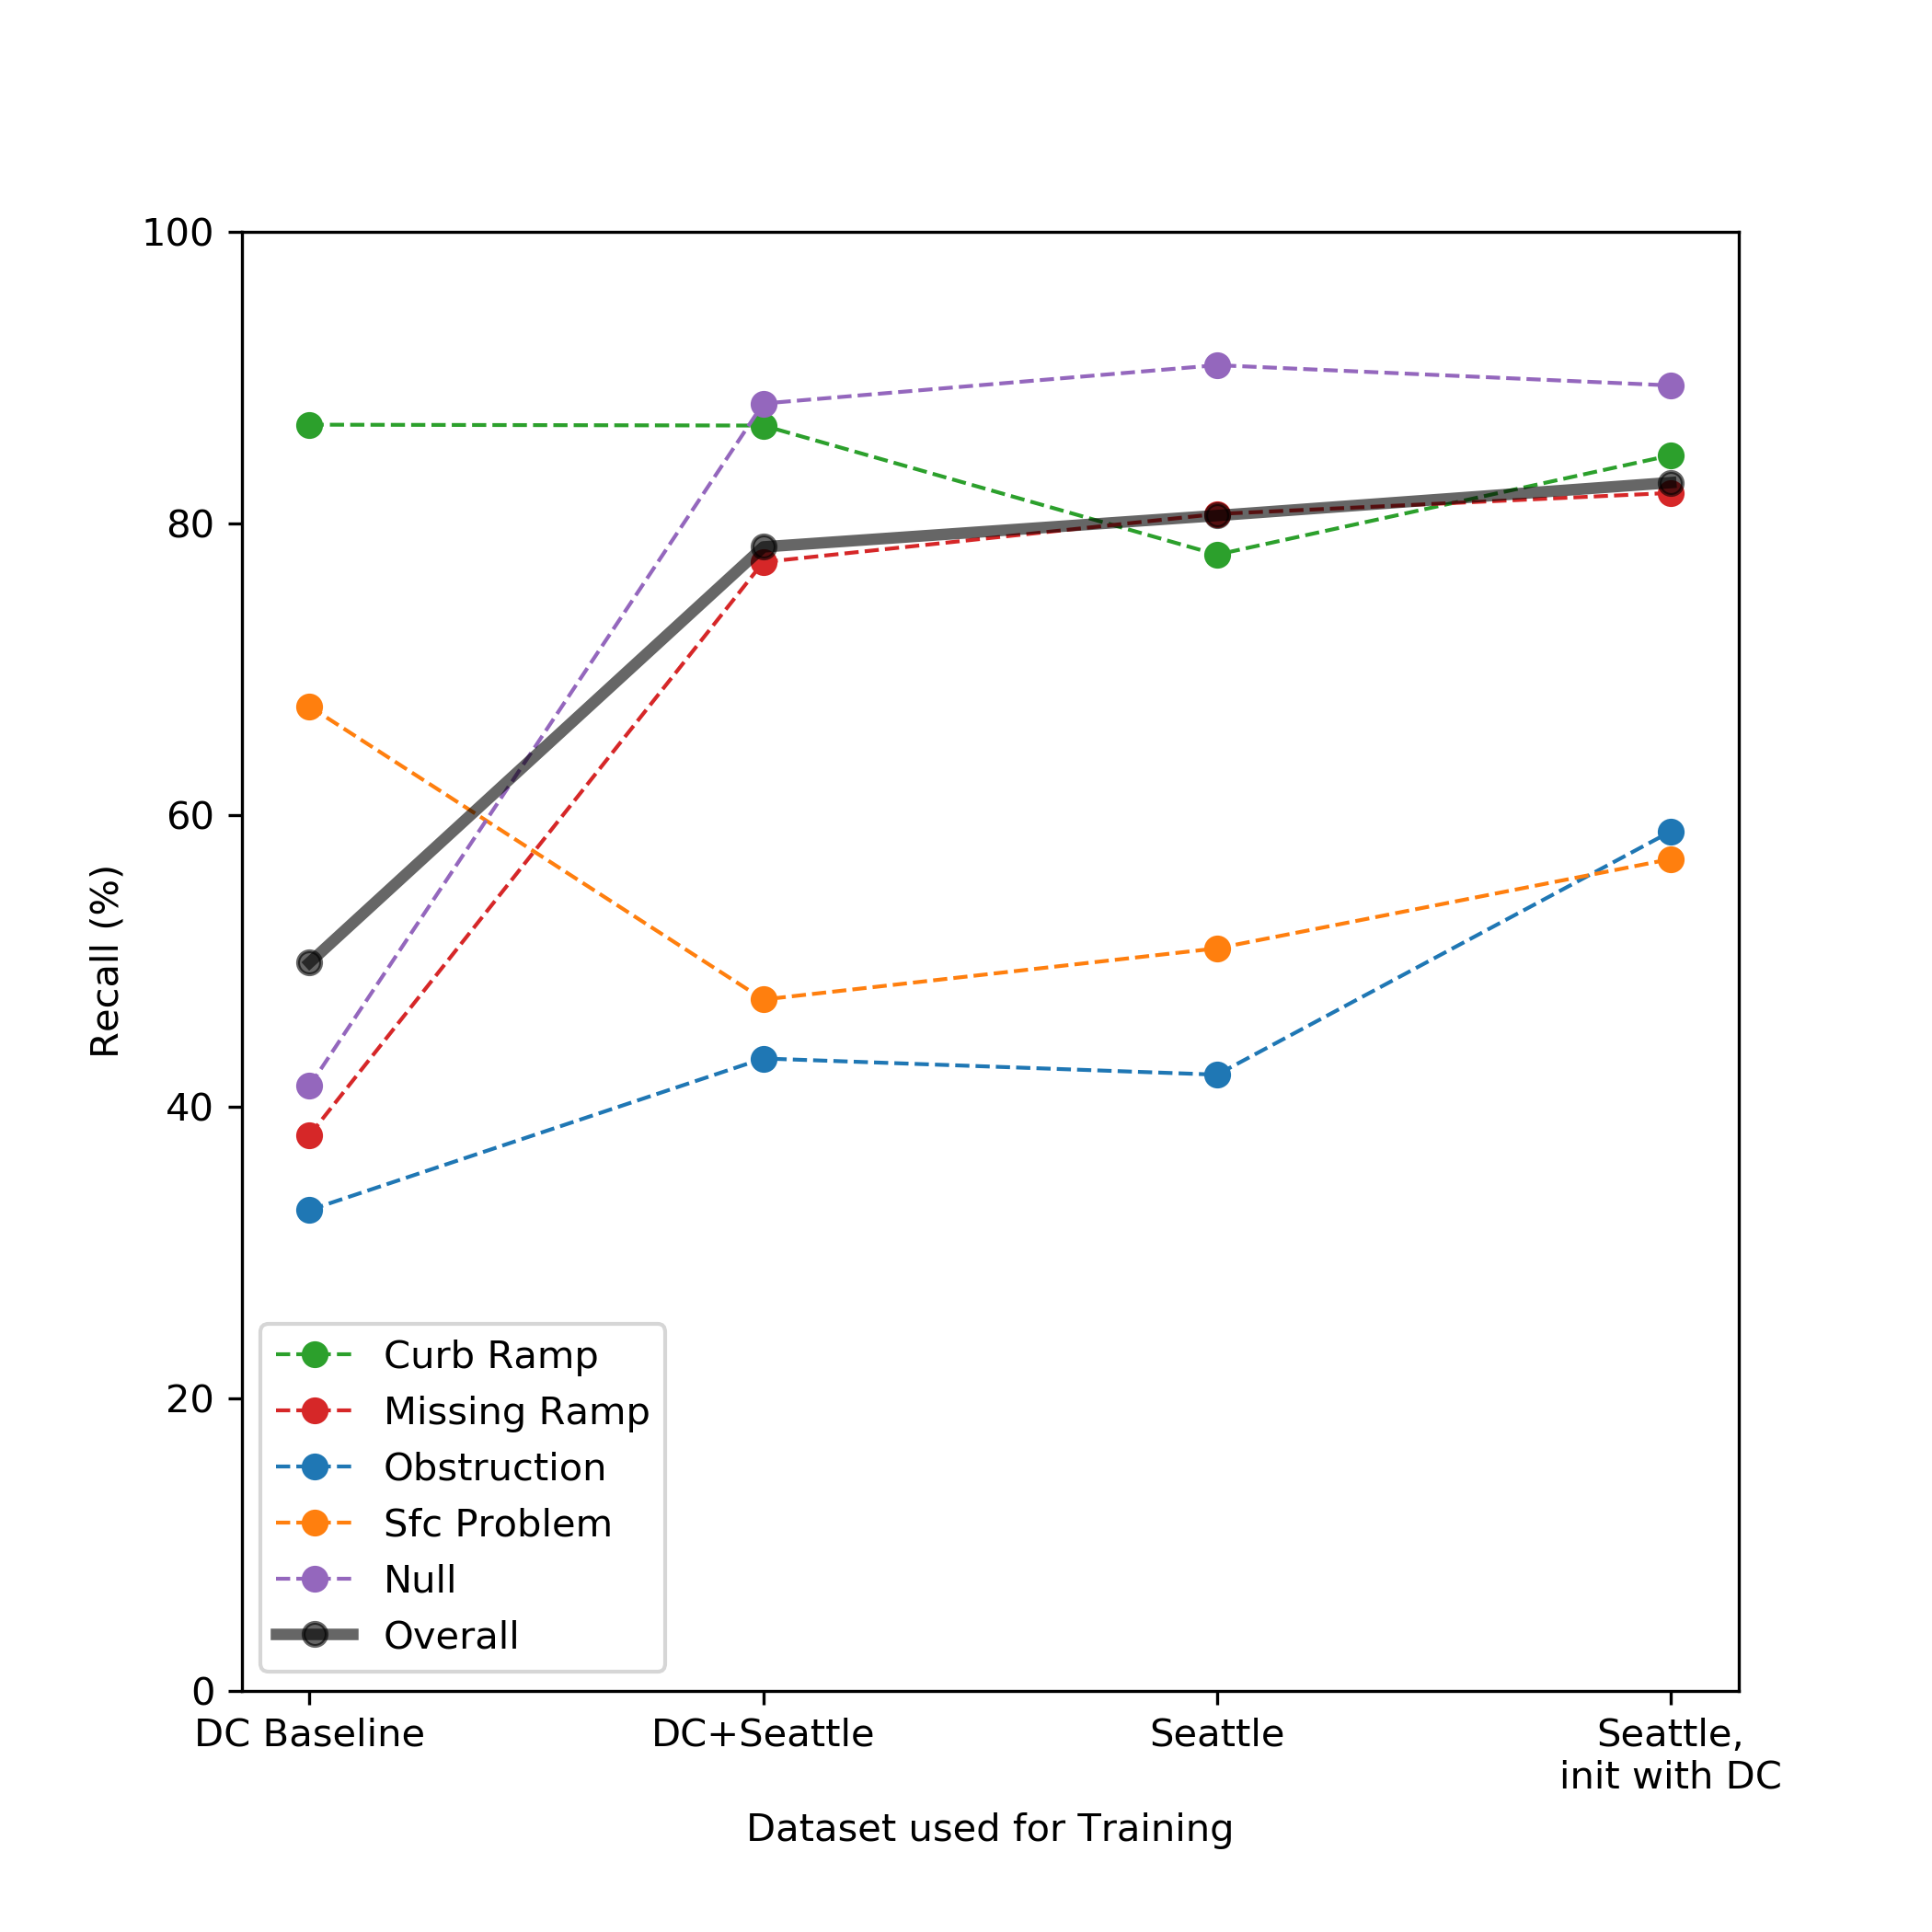 100
80
60
40
20
0
Recall (%)
Curb Ramp
Missing Ramp
Obstruction
Sfc Problem
Null
Overall
DC Baseline
DC+Seattle
Seattle
Seattle,
init with DC
Dataset used for Training